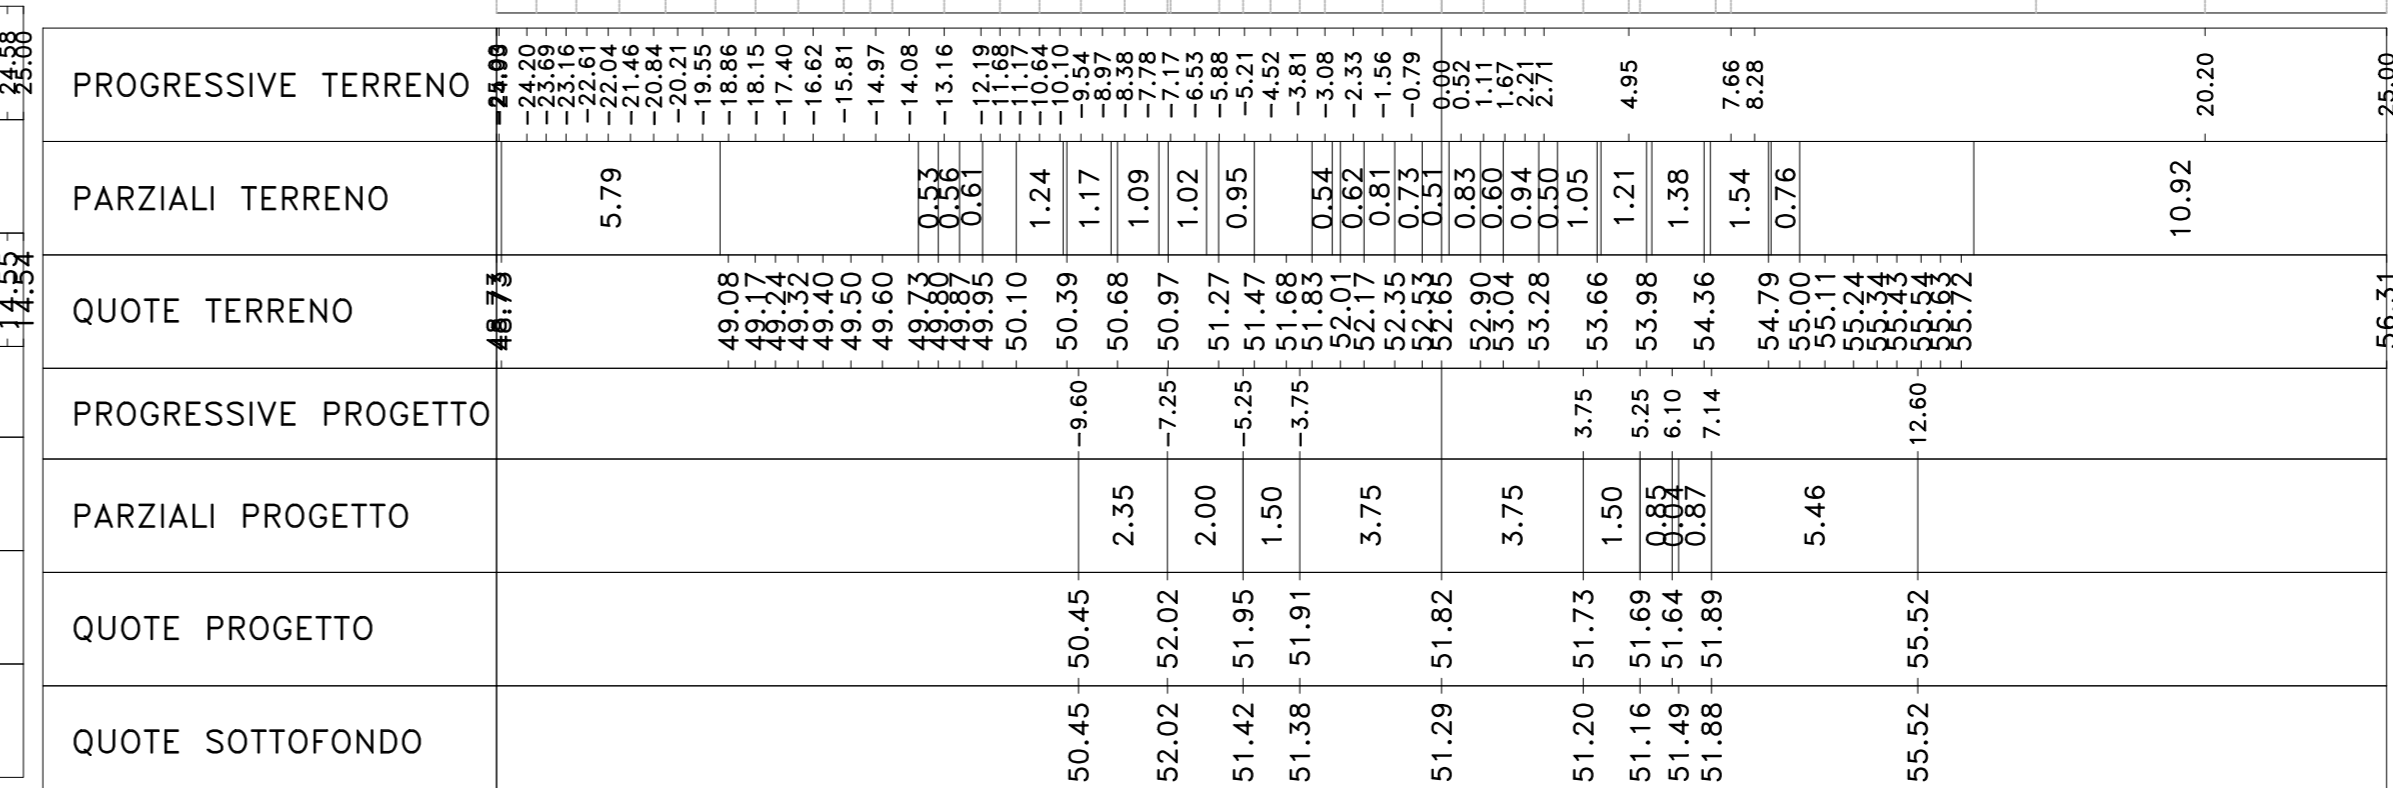 24.58 25.00
14.54
PROGRESSIVE TERRENO -24.20 -23.69 -23.16 -22.61 -22.04 -21.46 -20.84 -20.21 -19.55 -18.86 -18.15 -17.40 -16.62 -15.81 -14.97 -14.08 -13.16 -12.19 -11.68 -11.17 -10.64 -10.10 -9.54 -8.97 -8.38 -7.78 -7.17 -6.53 -5.88 -5.21 -4.52 -3.81 -3.08 -2.33 -1.56 -0.79 0.00 0.52 1.11 1.67 2.21 2.71 4.95 7.66 8.28 20.20 25.00
PARZIALI TERRENO 5.79 0.53 0.56 0.61 1.24 1.17 1.09 1.02 0.95 0.54 0.62 0.81 0.73 0.51 0.83 0.60 0.94 0.50 1.05 1.21 1.38 1.54 0.76 10.92
QUOTE TERRENO 48.73 49.08 49.17 49.24 49.32 49.40 49.50 49.60 49.73 49.80 49.87 49.95 50.10 50.39 50.68 50.97 51.27 51.47 51.68 51.83 52.01 52.17 52.35 52.53 52.65 52.90 53.04 53.28 53.66 53.98 54.36 54.79 55.00 55.11 55.24 55.34 55.43 55.54 55.63 55.72 56.31
PROGRESSIVE PROGETTO -9.60 -7.25 -5.25 -3.75 3.75 5.25 6.10 7.14 12.60
PARZIALI PROGETTO 2.35 2.00 1.50 3.75 3.75 1.50 0.85 0.04 0.87 5.46
QUOTE PROGETTO 50.45 52.02 51.95 51.91 51.82 51.73 51.69 51.64 51.89 55.52
QUOTE SOTTOFONDO 50.45 52.02 51.42 51.38 51.29 51.20 51.16 51.49 51.88 55.52